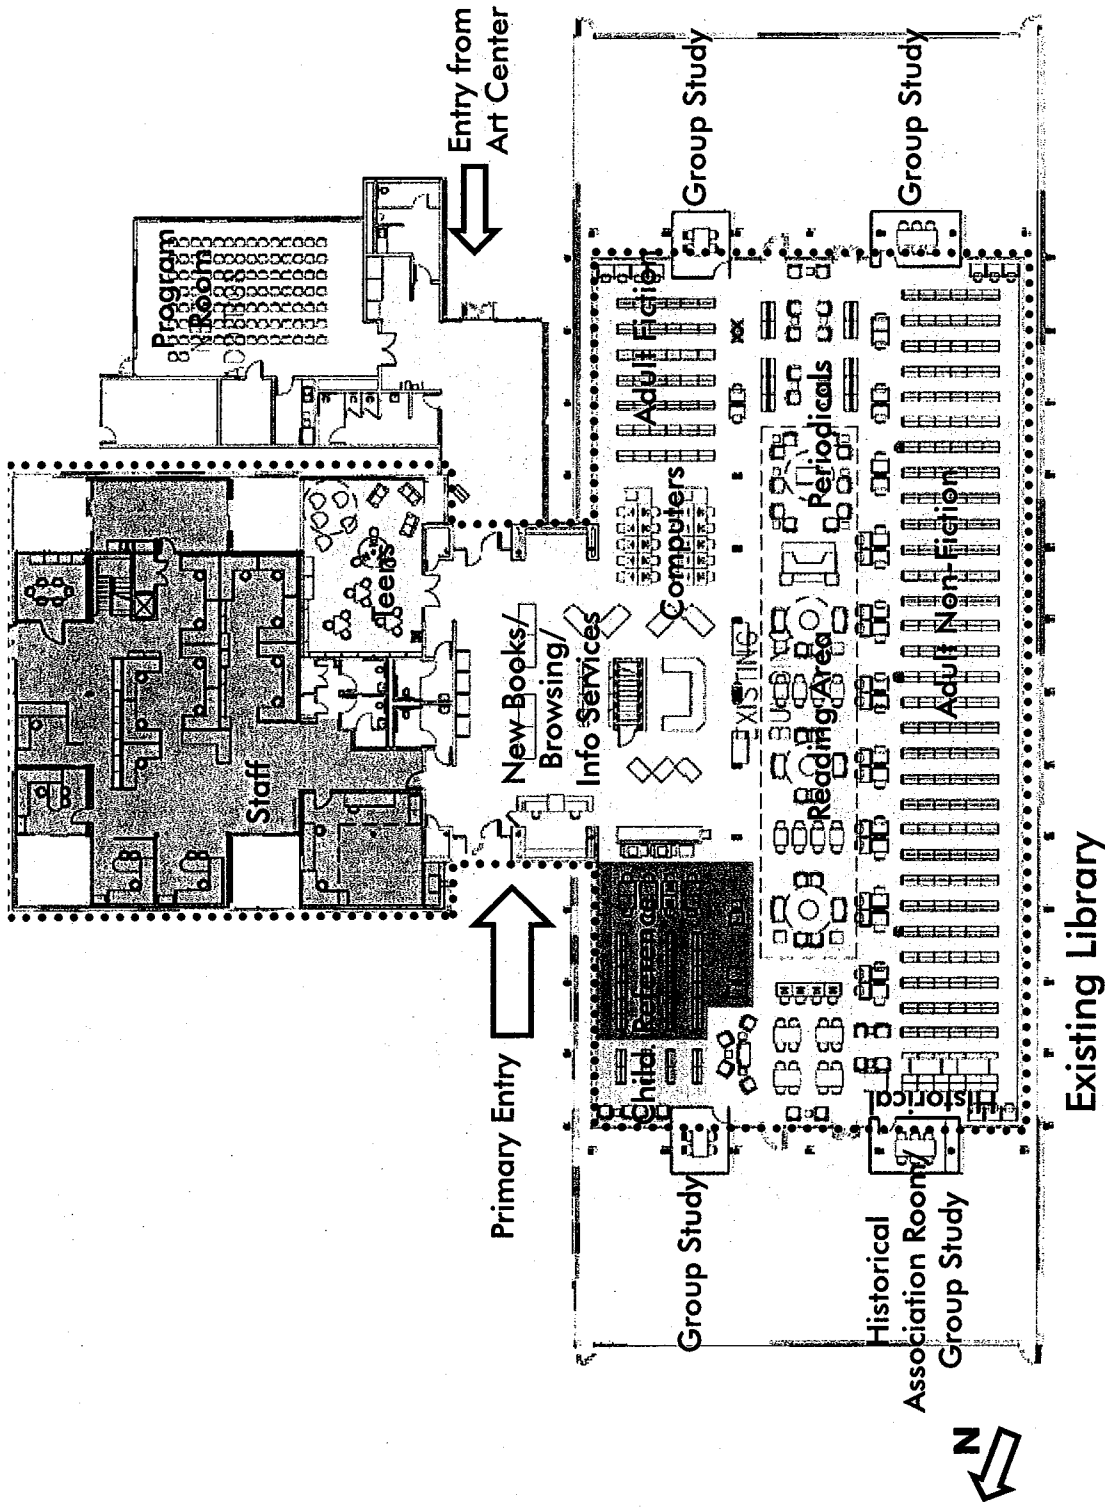 Entry from
Art Center
Program
Room
Group Study
Group Study
Adult Fiction
Periodicals
Computers
Adult Non-Fiction
Teens
New Books/
Browsing/
Info Services
EXISTING
Reading Area
Staff
Child. Reference
Historical
Primary Entry
Group Study
Historical
Association Room/
Group Study
Existing Library
N